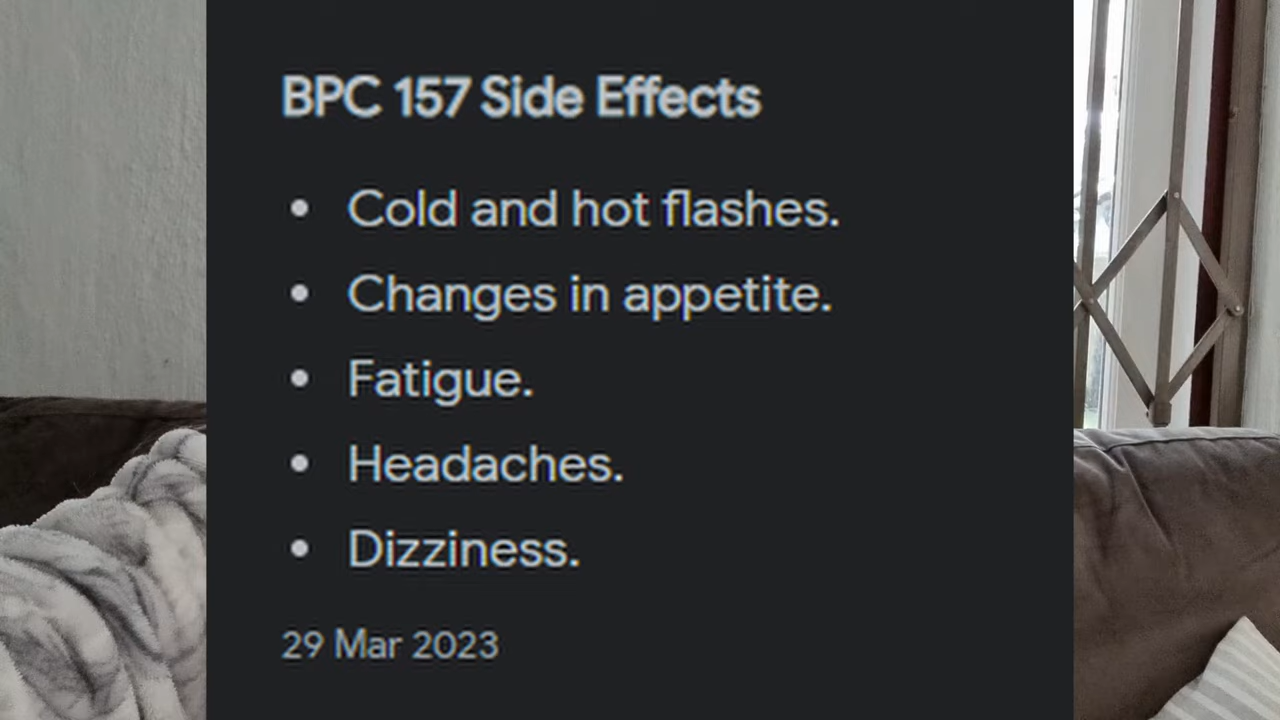 BPC 157 Side Effects
• Cold and hot flashes.
• Changes in appetite.
• Fatigue.
• Headaches.
• Dizziness.
29 Mar 2023